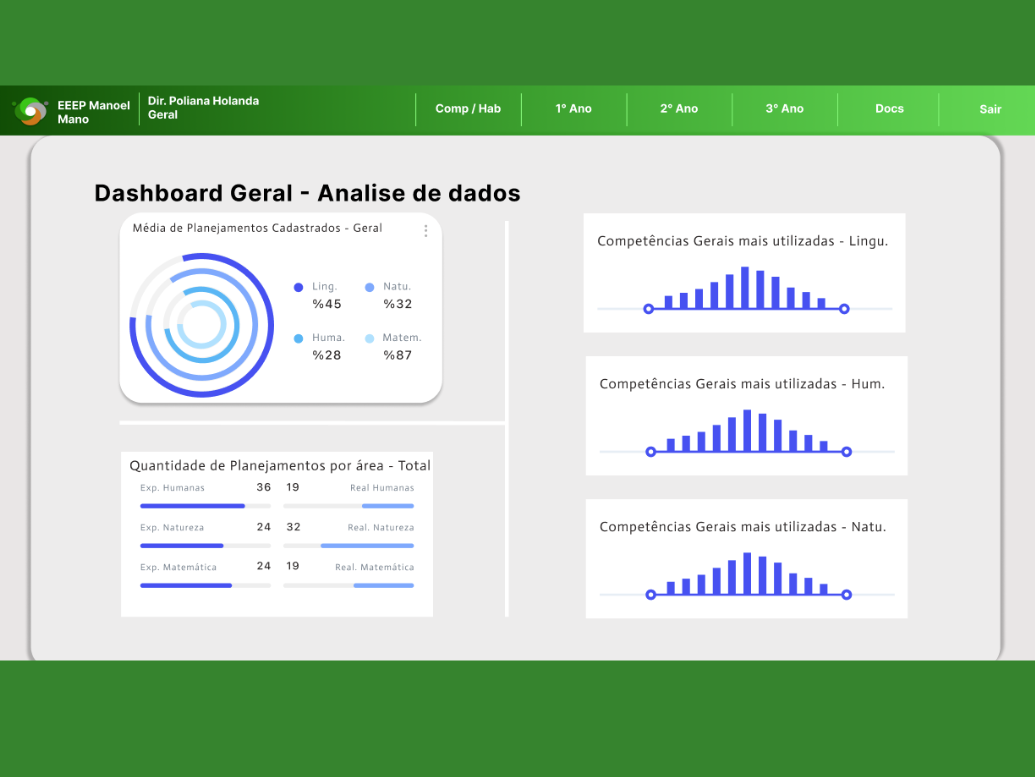 EEEP Manoel
Mano
Dir. Poliana Holanda
Geral
Comp / Hab
1° Ano
2° Ano
3° Ano
Docs
Sair
Dashboard Geral - Analise de dados
Média de Planejamentos Cadastrados - Geral
Ling.
%45
Natu.
%32
Huma.
%28
Matem.
%87
Quantidade de Planejamentos por área - Total
Exp. Humanas 36 19 Real Humanas
Exp. Natureza 24 32 Real. Natureza
Exp. Matemática 24 19 Real. Matemática
Competências Gerais mais utilizadas - Lingu.
Competências Gerais mais utilizadas - Hum.
Competências Gerais mais utilizadas - Natu.